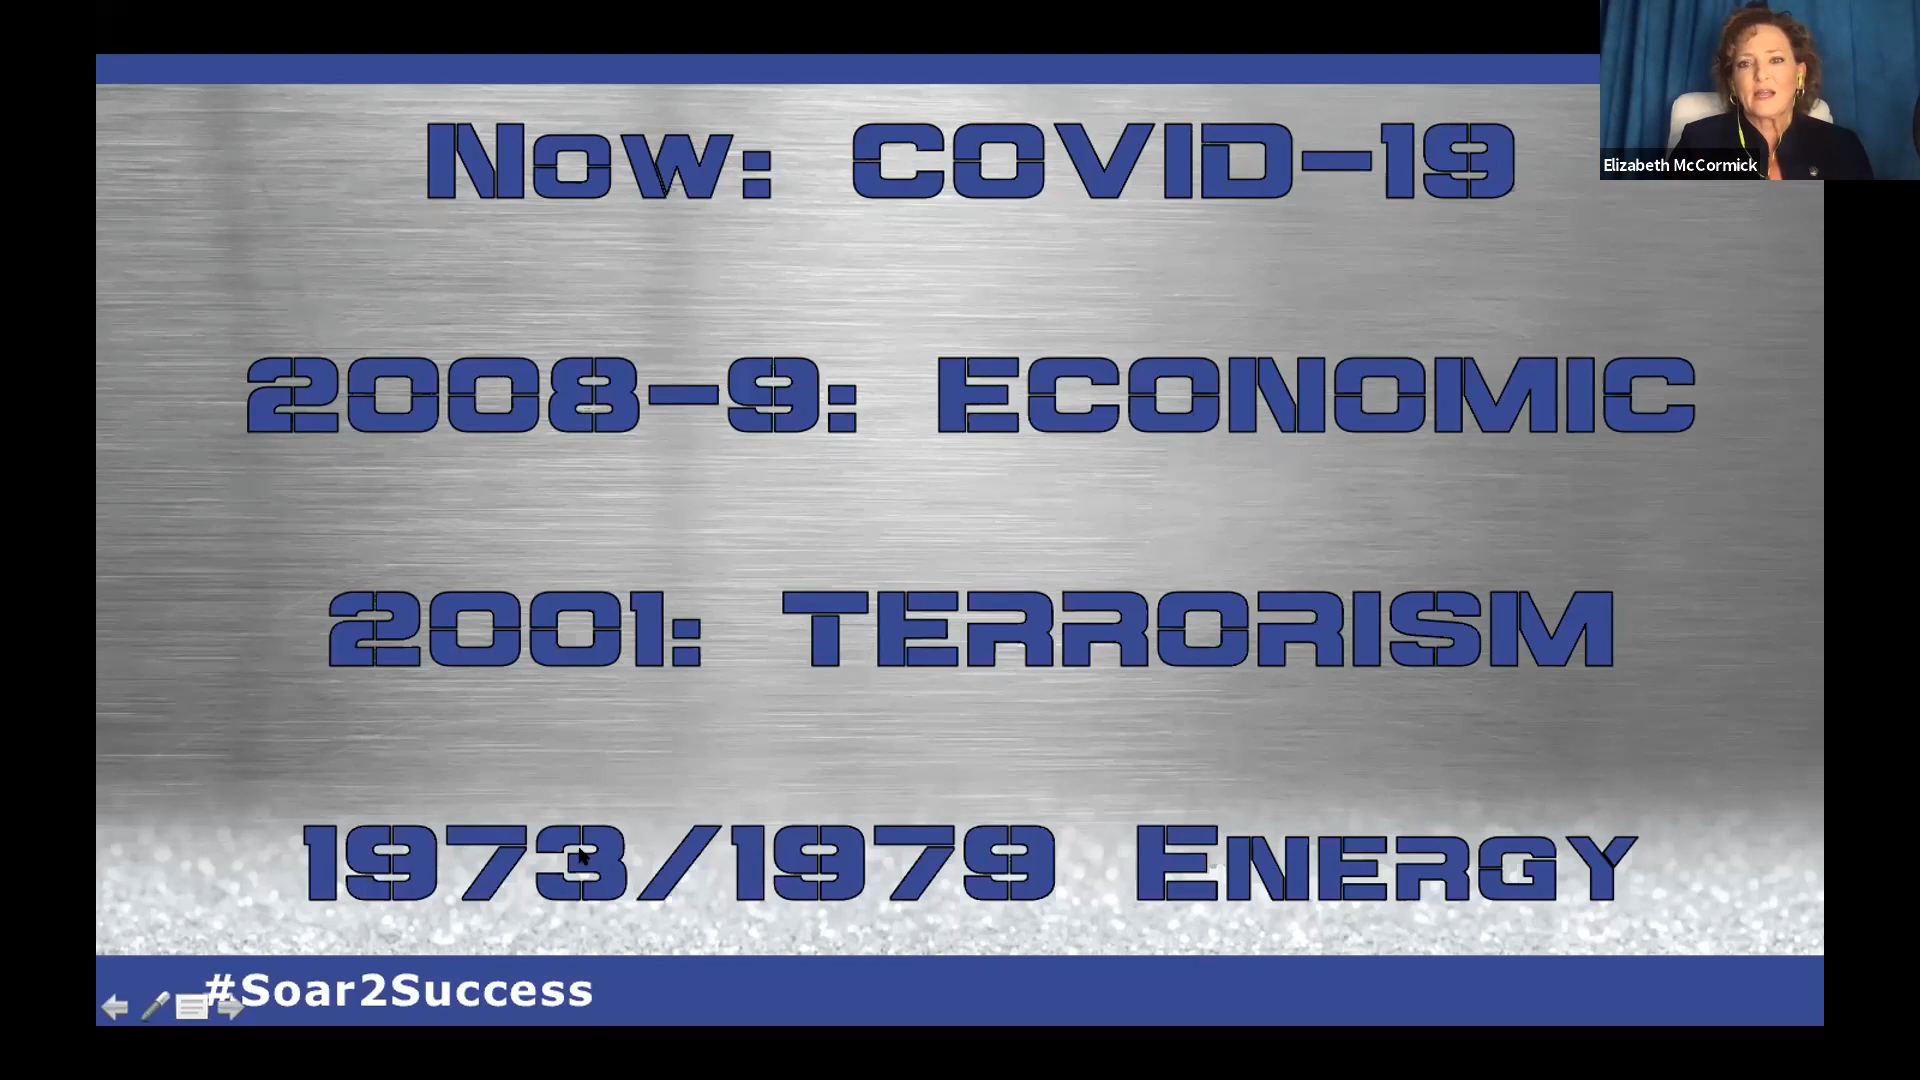 Now: COVID-19
Elizabeth McCormick
2008-9: ECONOMIC
2001: TERRORISM
1973/1979 ENERGY
#Soar2Success